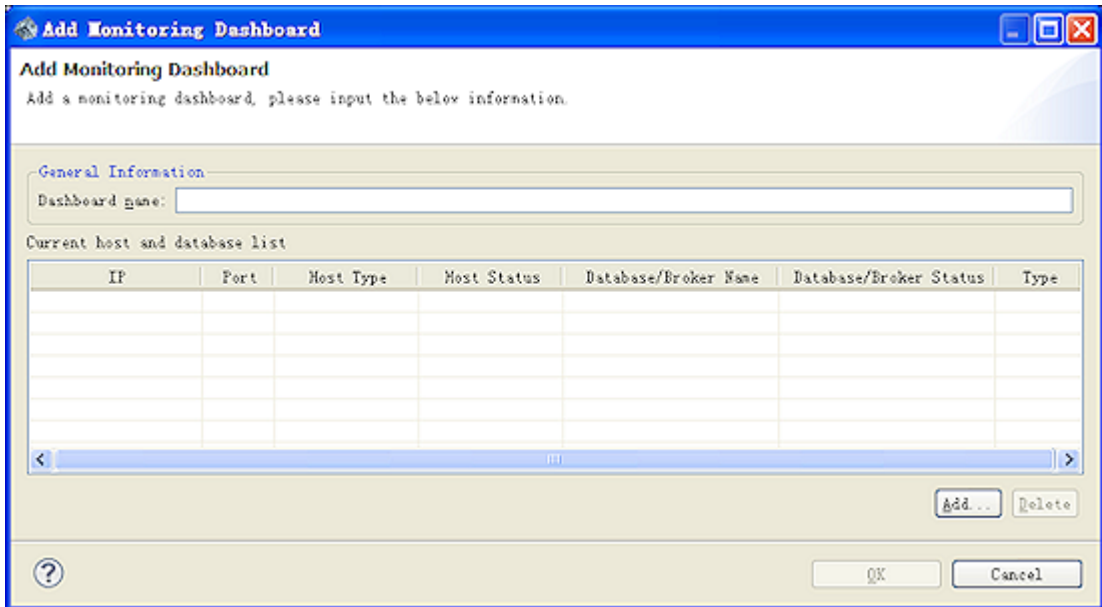 Add Monitoring Dashboard
Add Monitoring Dashboard
Add a monitoring dashboard, please input the below information.
General Information
Dashboard name:
Current host and database list
IP Port Host Type Host Status Database/Broker Name Database/Broker Status Type
Add... Delete
? OK Cancel